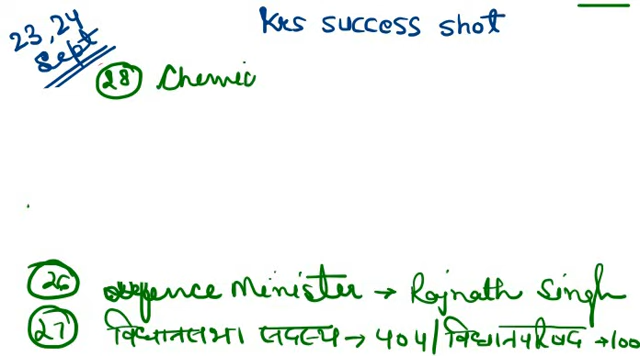 23, 24 Sept
Krs success shot
28 Chemic
26 Defence Minister → Rajnath Singh
27 विधानसभा सदस्य → 404/विधानपरिषद → 100